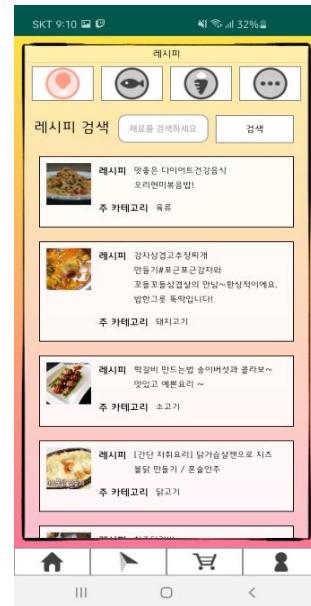 SKT 9:10
32%
레시피
레시피 검색
재료를 검색하세요
검색
레시피 맛좋은 다이어트건강음식
오리현미볶음밥!
주 카테고리 육류
레시피 감자삼겹고추장찌개
만들기#포근포근감자와
꼬들꼬들삼겹살의 만남~환상적이에요.
밥한그릇 뚝딱입니다!
주 카테고리 돼지고기
레시피 떡갈비 만드는법 송이버섯과 콜라보~
맛있고 예쁜요리 ~
주 카테고리 소고기
레시피 [간단 자취요리] 닭가슴살캔으로 치즈
불닭 만들기 / 혼술안주
주 카테고리 닭고기